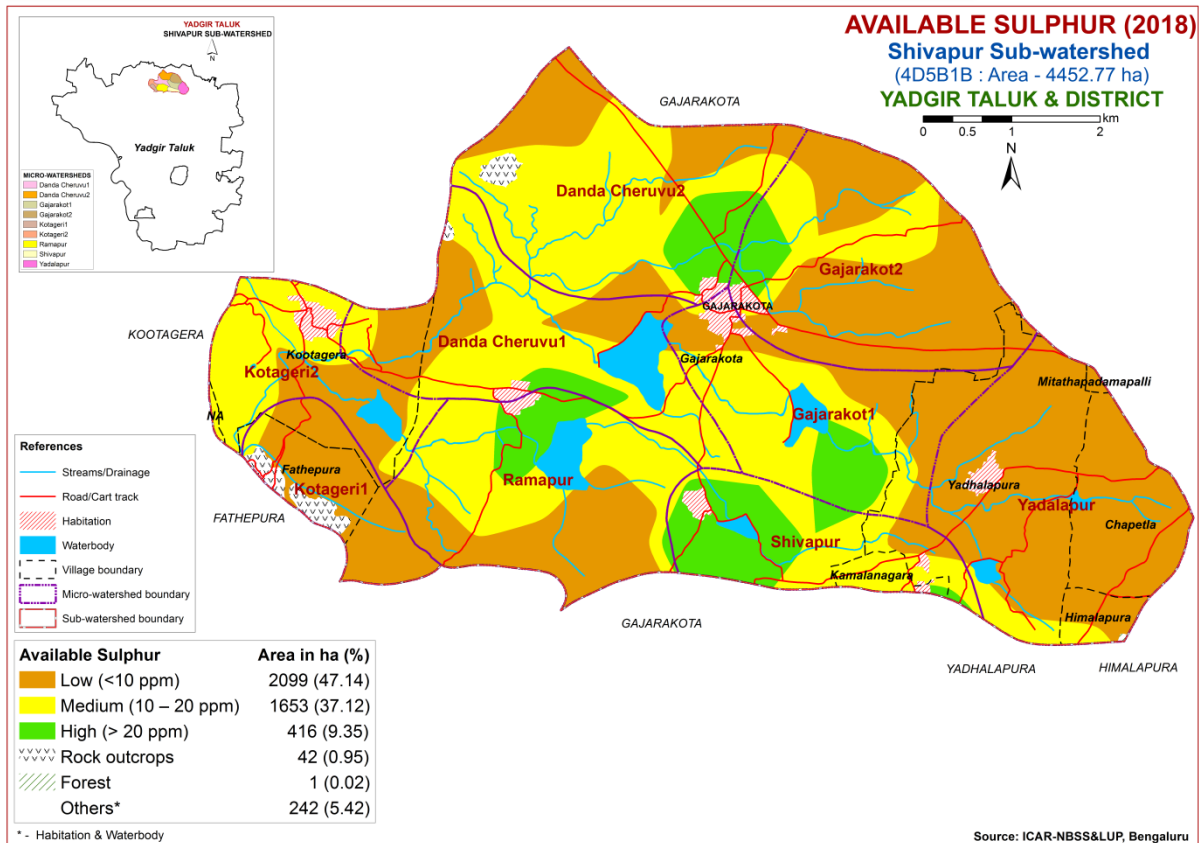 YADGIR TALUK
SHIVAPUR SUB-WATERSHED
N
Yadgir Taluk
MICRO-WATERSHEDS
Danda Cheruvu1
Danda Cheruvu2
Gajarakot1
Gajarakot2
Kotageri1
Kotageri2
Ramapur
Shivapur
Yadalapur
AVAILABLE SULPHUR (2018)
Shivapur Sub-watershed
(4D5B1B : Area - 4452.77 ha)
YADGIR TALUK & DISTRICT
km
0 0.5 1 2
N
GAJARAKOTA
Danda Cheruvu2
Gajarakot2
GAJARAKOTA
KOOTAGERA
Kootagera
Danda Cheruvu1
Gajarakota
Kotageri2
Mitathapadamapalli
Gajarakot1
NA
Fathepura
Kotageri1
Ramapur
Yadhalapura
Yadalapur
Chapetla
FATHEPURA
Shivapur
Kamalanagara
Himalapura
GAJARAKOTA
YADHALAPURA
HIMALAPURA
References
Streams/Drainage
Road/Cart track
Habitation
Waterbody
Village boundary
Micro-watershed boundary
Sub-watershed boundary
Available Sulphur Area in ha (%)
Low (<10 ppm) 2099 (47.14)
Medium (10 – 20 ppm) 1653 (37.12)
High (> 20 ppm) 416 (9.35)
Rock outcrops 42 (0.95)
Forest 1 (0.02)
Others* 242 (5.42)
* - Habitation & Waterbody
Source: ICAR-NBSS&LUP, Bengaluru